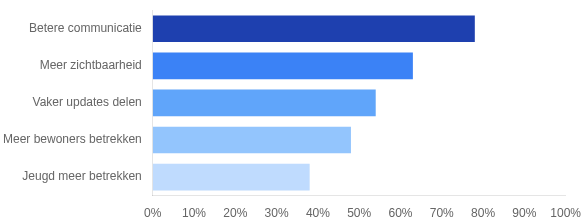 Betere communicatie
Meer zichtbaarheid
Vaker updates delen
Meer bewoners betrekken
Jeugd meer betrekken
0% 10% 20% 30% 40% 50% 60% 70% 80% 90% 100%